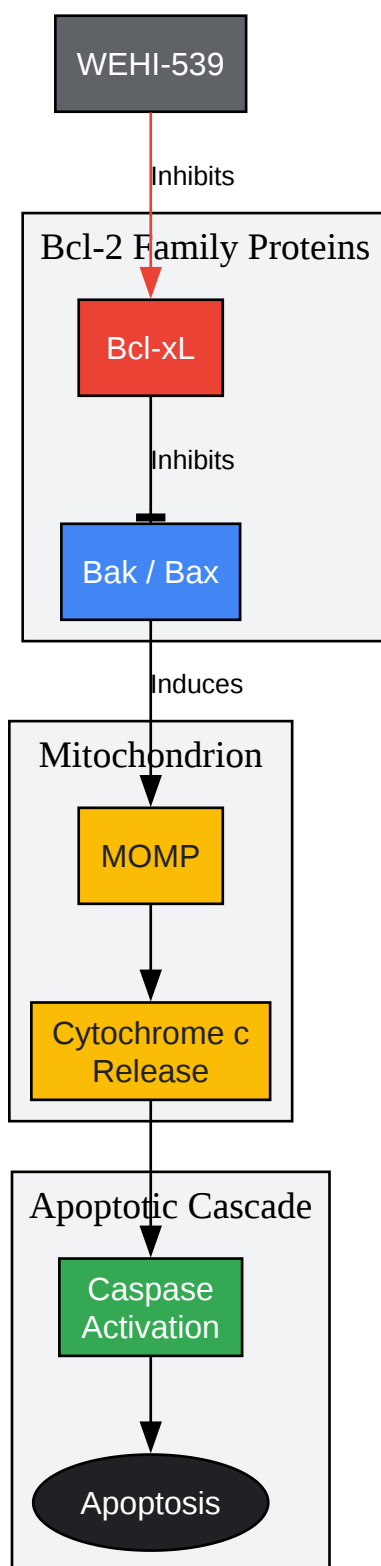 WEHI-539
Inhibits
Bcl-2 Family Proteins
Bcl-xL
Inhibits
Bak / Bax
Induces
Mitochondrion
MOMP
Cytochrome c
Release
Apoptotic Cascade
Caspase
Activation
Apoptosis